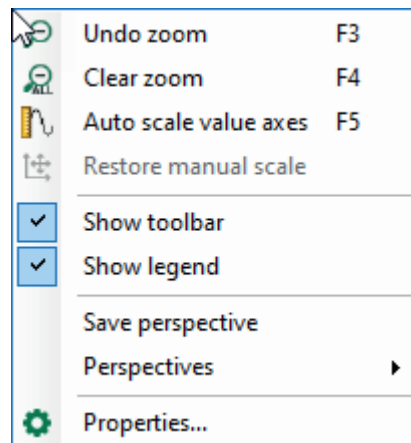 Undo zoom F3
Clear zoom F4
Auto scale value axes F5
Restore manual scale
Show toolbar
Show legend
Save perspective
Perspectives
Properties...